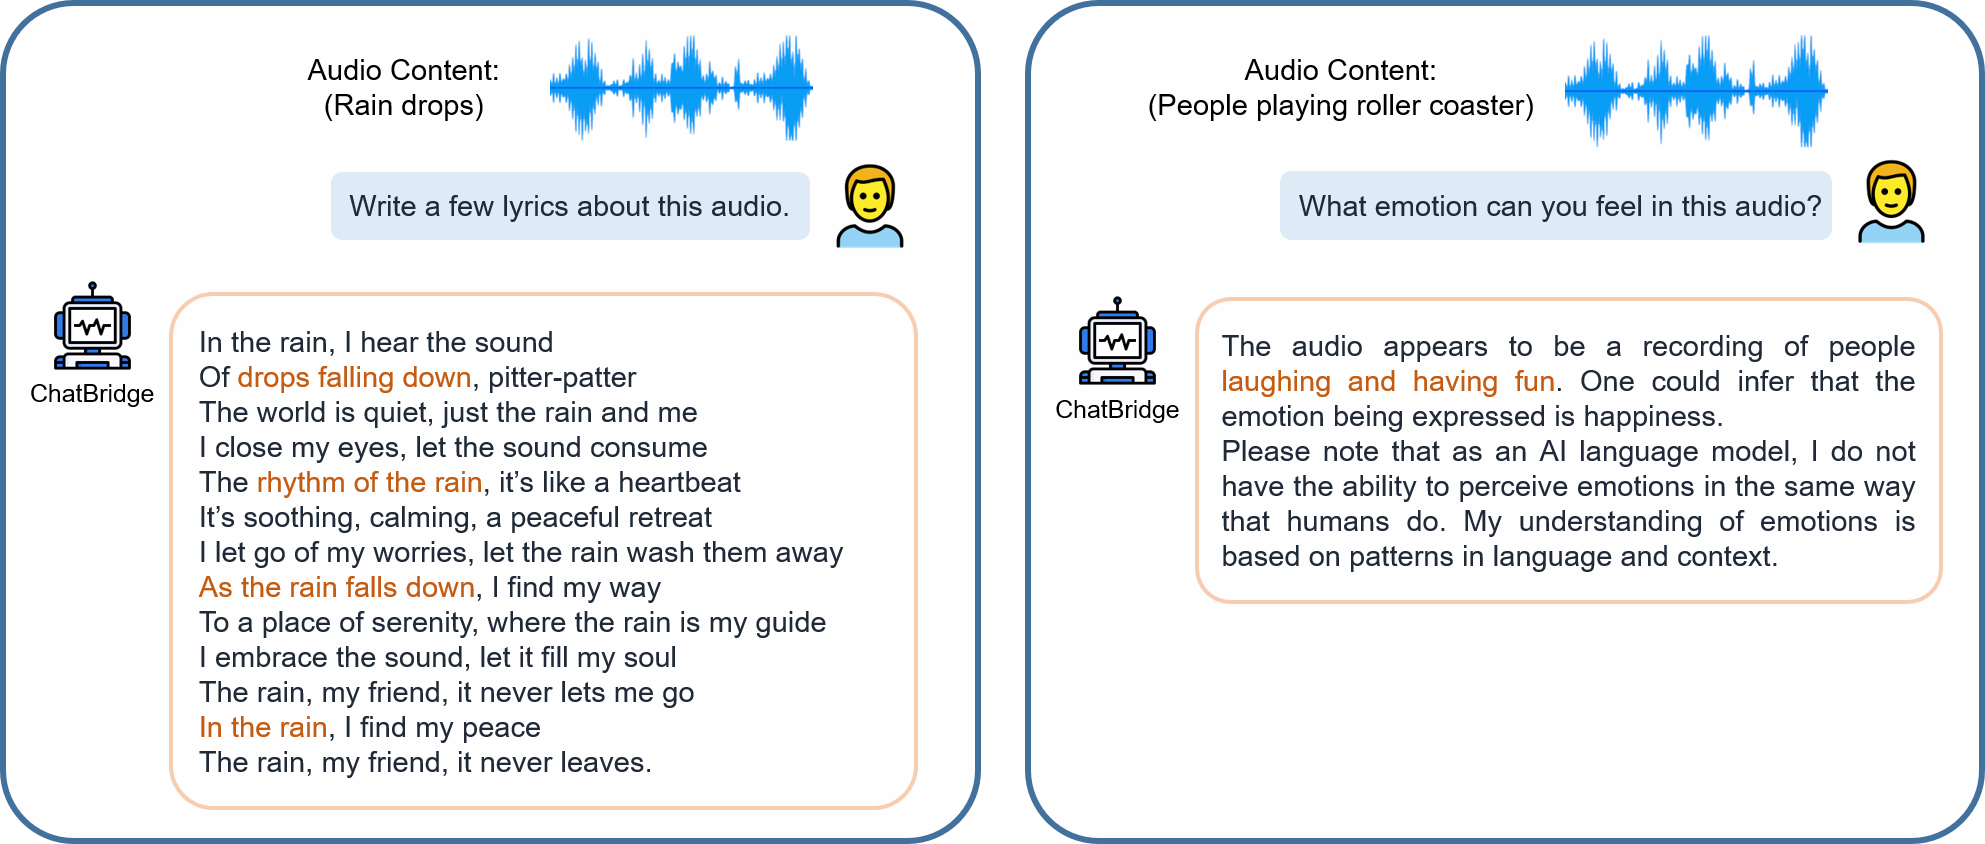 Audio Content:
(Rain drops)
Write a few lyrics about this audio.
ChatBridge
In the rain, I hear the sound
Of drops falling down, pitter-patter
The world is quiet, just the rain and me
I close my eyes, let the sound consume
The rhythm of the rain, it’s like a heartbeat
It’s soothing, calming, a peaceful retreat
I let go of my worries, let the rain wash them away
As the rain falls down, I find my way
To a place of serenity, where the rain is my guide
I embrace the sound, let it fill my soul
The rain, my friend, it never lets me go
In the rain, I find my peace
The rain, my friend, it never leaves.
Audio Content:
(People playing roller coaster)
What emotion can you feel in this audio?
ChatBridge
The audio appears to be a recording of people
laughing and having fun. One could infer that the
emotion being expressed is happiness.
Please note that as an AI language model, I do not
have the ability to perceive emotions in the same way
that humans do. My understanding of emotions is
based on patterns in language and context.